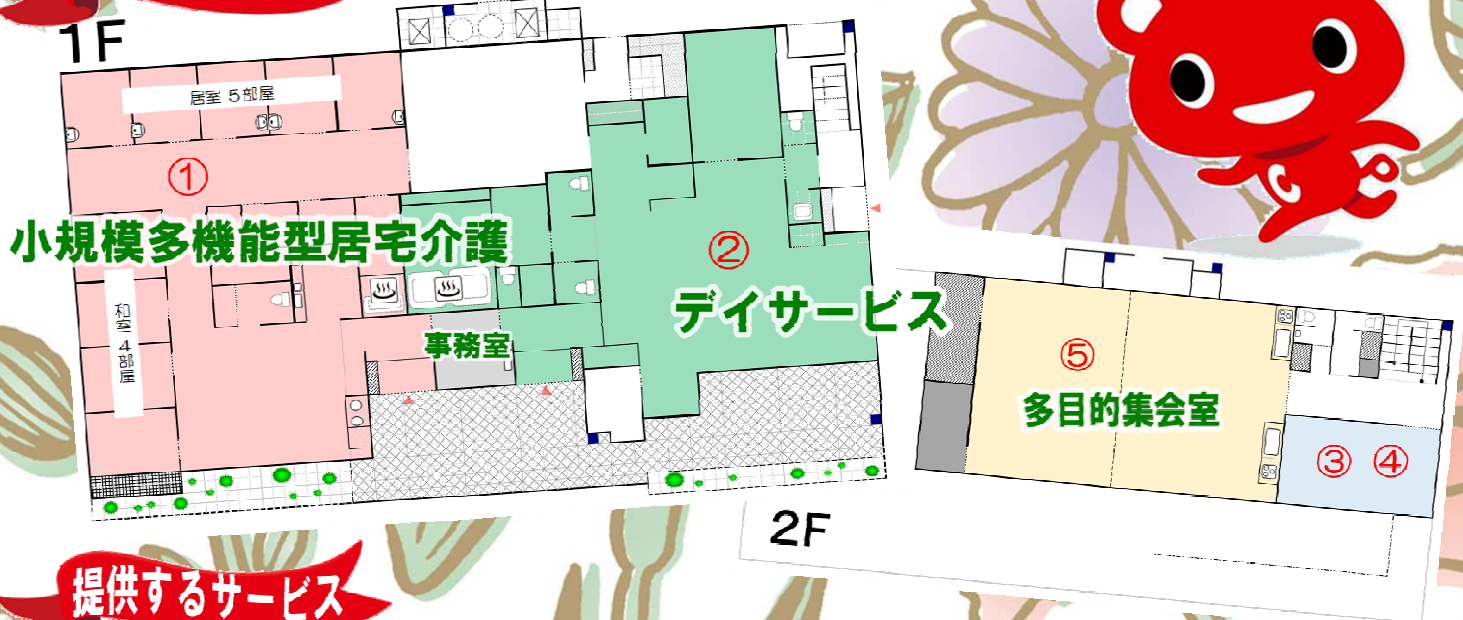 1F
居室 5部屋
①
小規模多機能型居宅介護
和室 4部屋
事務室
②
デイサービス
⑤
多目的集会室
③ ④
2F
提供するサービス